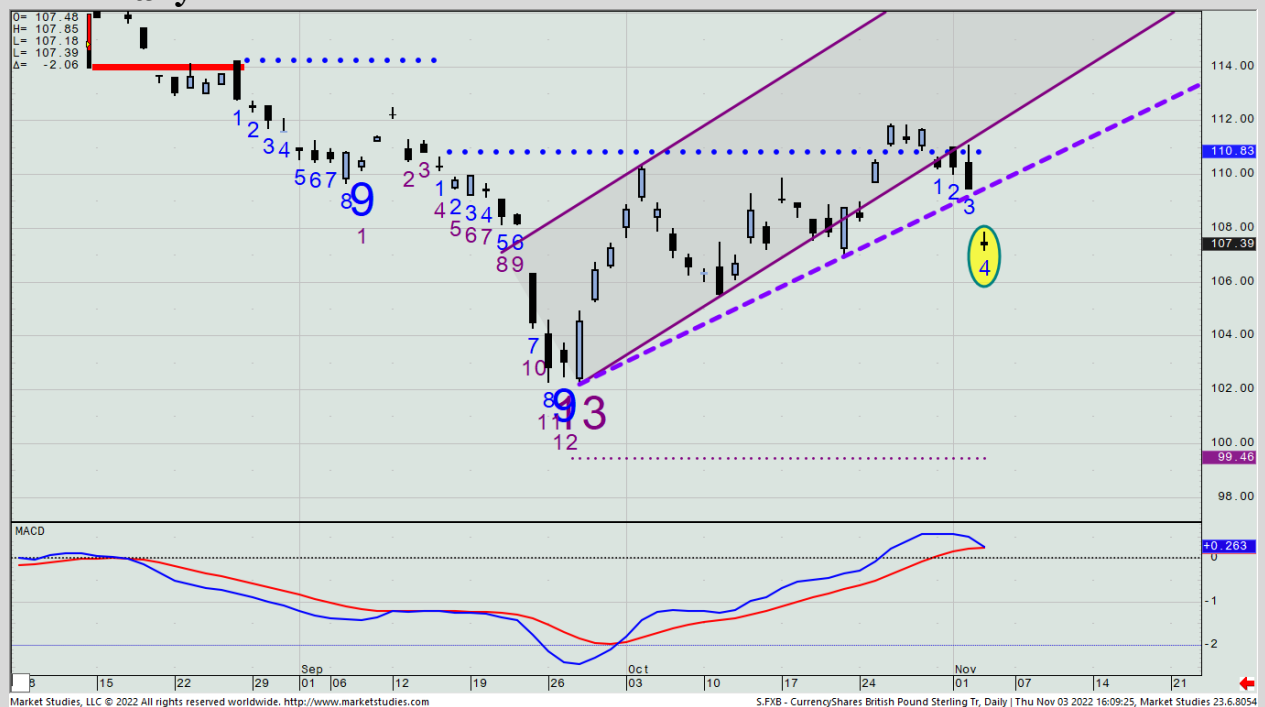 O= 107.48
H= 107.85
L= 107.18
L= 107.39
Δ= -2.06
114.00
112.00
110.83
110.00
108.00
107.39
106.00
104.00
102.00
100.00
99.46
98.00
1 2 3 4 5 6 7 8 9
1 2 3 4 5 6 7 8 9 10 11 12 13
1 2 3 4 5 6 7 8 9
1 2 3 4
MACD
+0.263
0
-1
-2
Sep Oct Nov
8 15 22 29 01 06 12 19 26 03 10 17 24 01 07 14 21
Market Studies, LLC © 2022 All rights reserved worldwide. http://www.marketstudies.com
S.FXB - CurrencyShares British Pound Sterling Tr, Daily | Thu Nov 03 2022 16:09:25, Market Studies 23.6.8054